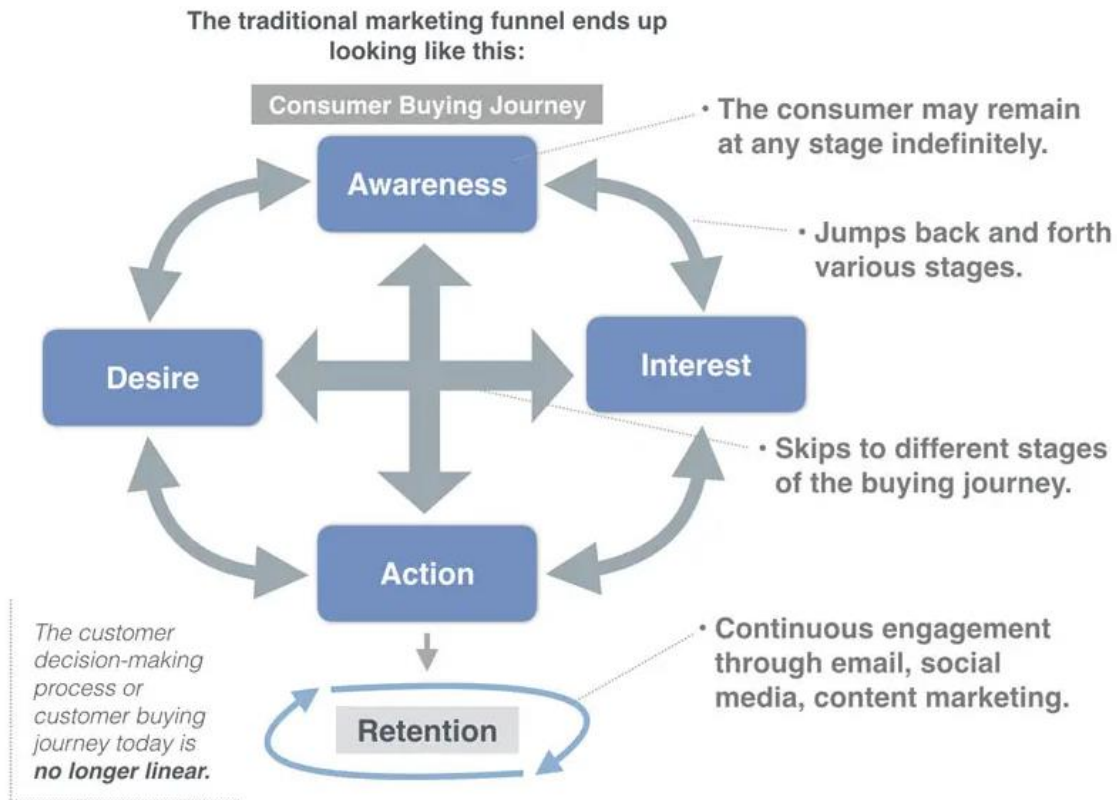 The traditional marketing funnel ends up
looking like this:
Consumer Buying Journey
Awareness
• The consumer may remain
at any stage indefinitely.
• Jumps back and forth
various stages.
Desire
Interest
• Skips to different stages
of the buying journey.
Action
The customer
decision-making
process or
customer buying
journey today is
no longer linear.
• Continuous engagement
through email, social
media, content marketing.
Retention